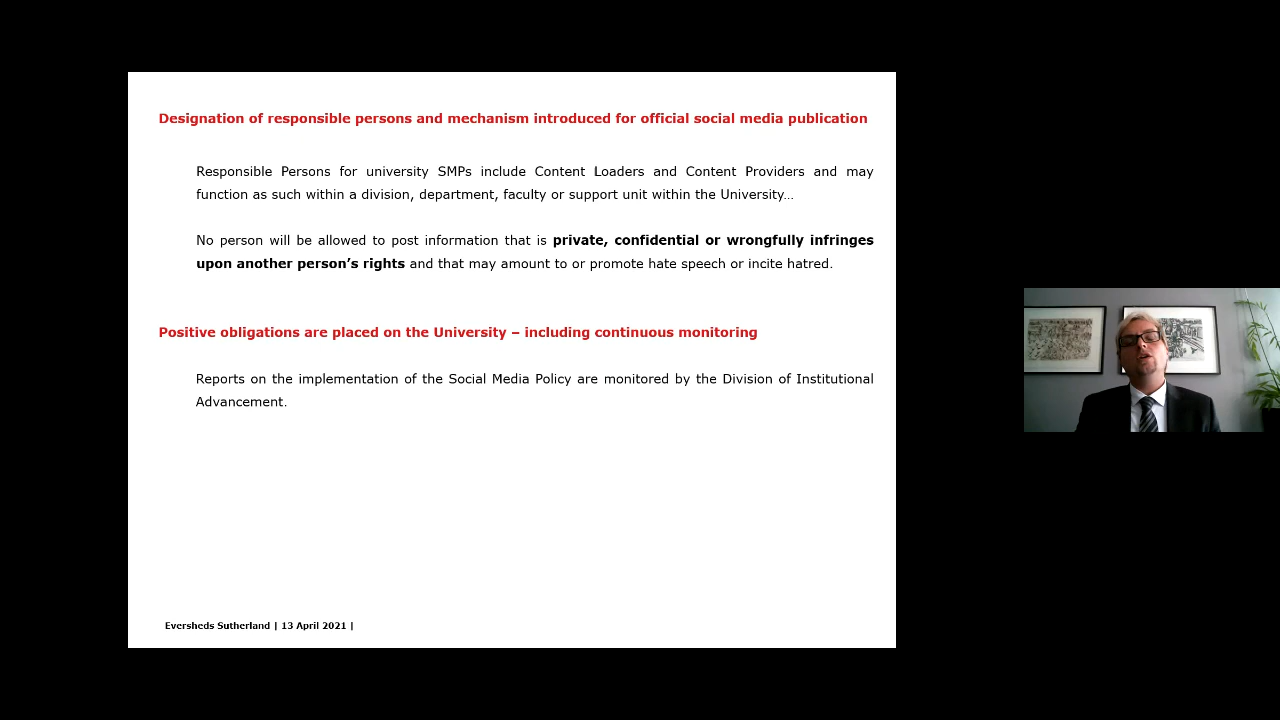 Designation of responsible persons and mechanism introduced for official social media publication
Responsible Persons for university SMPs include Content Loaders and Content Providers and may
function as such within a division, department, faculty or support unit within the University…
No person will be allowed to post information that is private, confidential or wrongfully infringes
upon another person’s rights and that may amount to or promote hate speech or incite hatred.
Positive obligations are placed on the University – including continuous monitoring
Reports on the implementation of the Social Media Policy are monitored by the Division of Institutional
Advancement.
Eversheds Sutherland | 13 April 2021 |